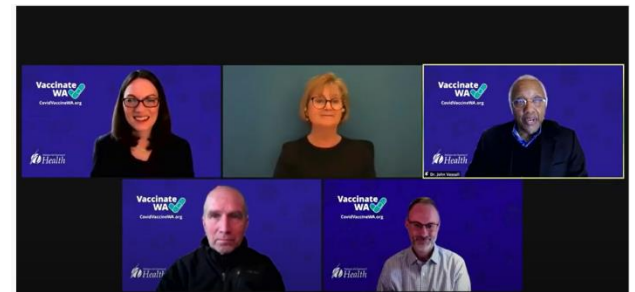 Vaccinate
WA
CovidVaccineWA.org
Health
Vaccinate
WA
CovidVaccineWA.org
Health
Dr. John Vassall
Vaccinate
WA
CovidVaccineWA.org
Health
Vaccinate
WA
CovidVaccineWA.org
Health